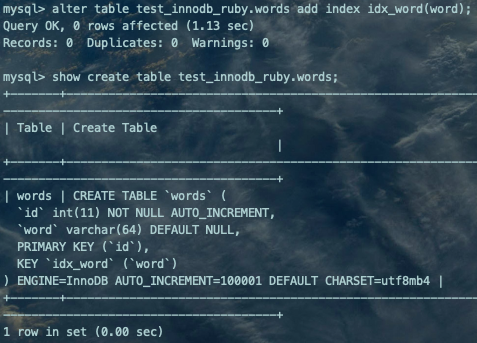 mysql> alter table test_innodb_ruby.words add index idx_word(word);
Query OK, 0 rows affected (1.13 sec)
Records: 0  Duplicates: 0  Warnings: 0

mysql> show create table test_innodb_ruby.words;
+-------+----------------------------------------------------------------
---------------------------------------+
| Table | Create Table
                                       |
+-------+----------------------------------------------------------------
---------------------------------------+
| words | CREATE TABLE `words` (
  `id` int(11) NOT NULL AUTO_INCREMENT,
  `word` varchar(64) DEFAULT NULL,
  PRIMARY KEY (`id`),
  KEY `idx_word` (`word`)
) ENGINE=InnoDB AUTO_INCREMENT=100001 DEFAULT CHARSET=utf8mb4 |
+-------+----------------------------------------------------------------
---------------------------------------+
1 row in set (0.00 sec)